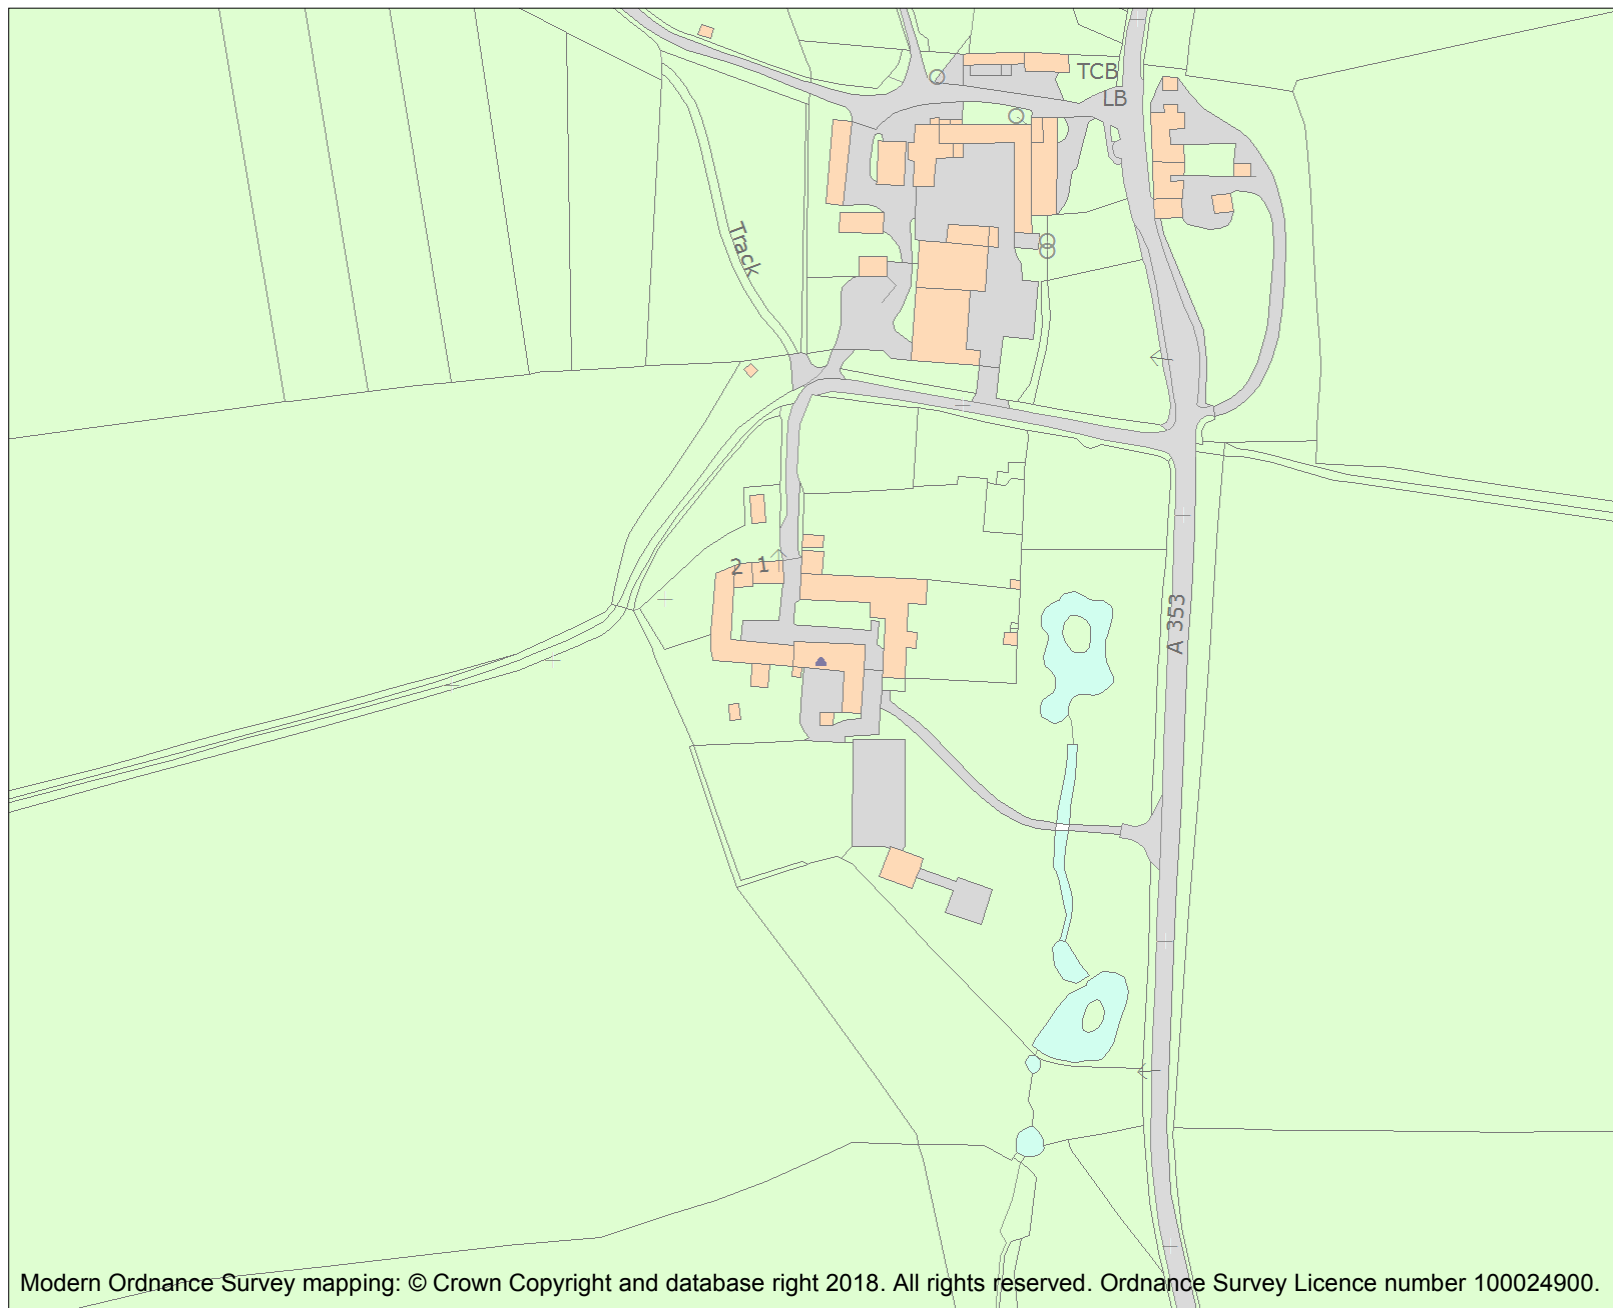 TCB
LB
Track
2 1
A 353
Modern Ordnance Survey mapping: © Crown Copyright and database right 2018. All rights reserved. Ordnance Survey Licence number 100024900.